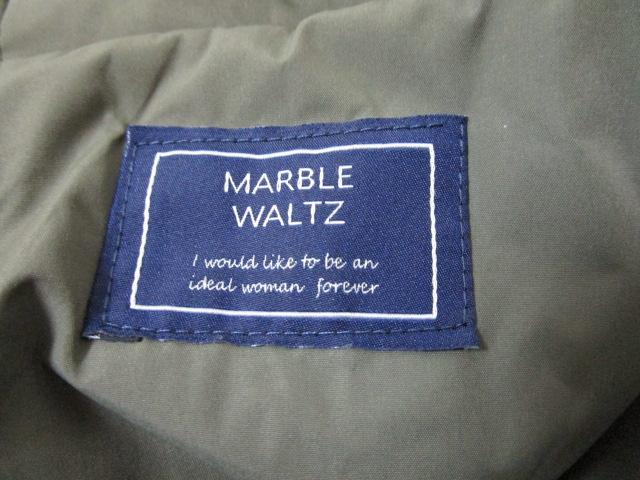 MARBLE
WALTZ
I would like to be an
ideal woman forever